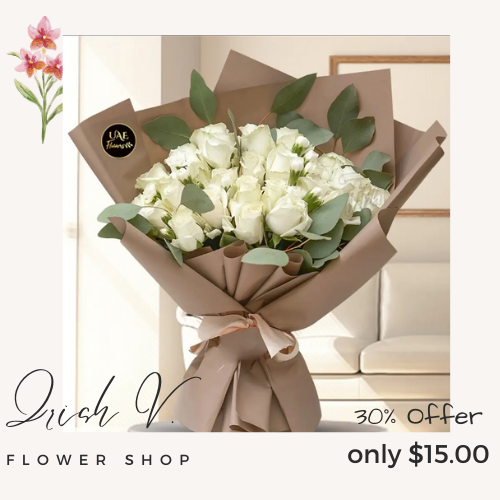 UAE
Flowers
Irish V.
FLOWER SHOP
30% Offer
only $15.00